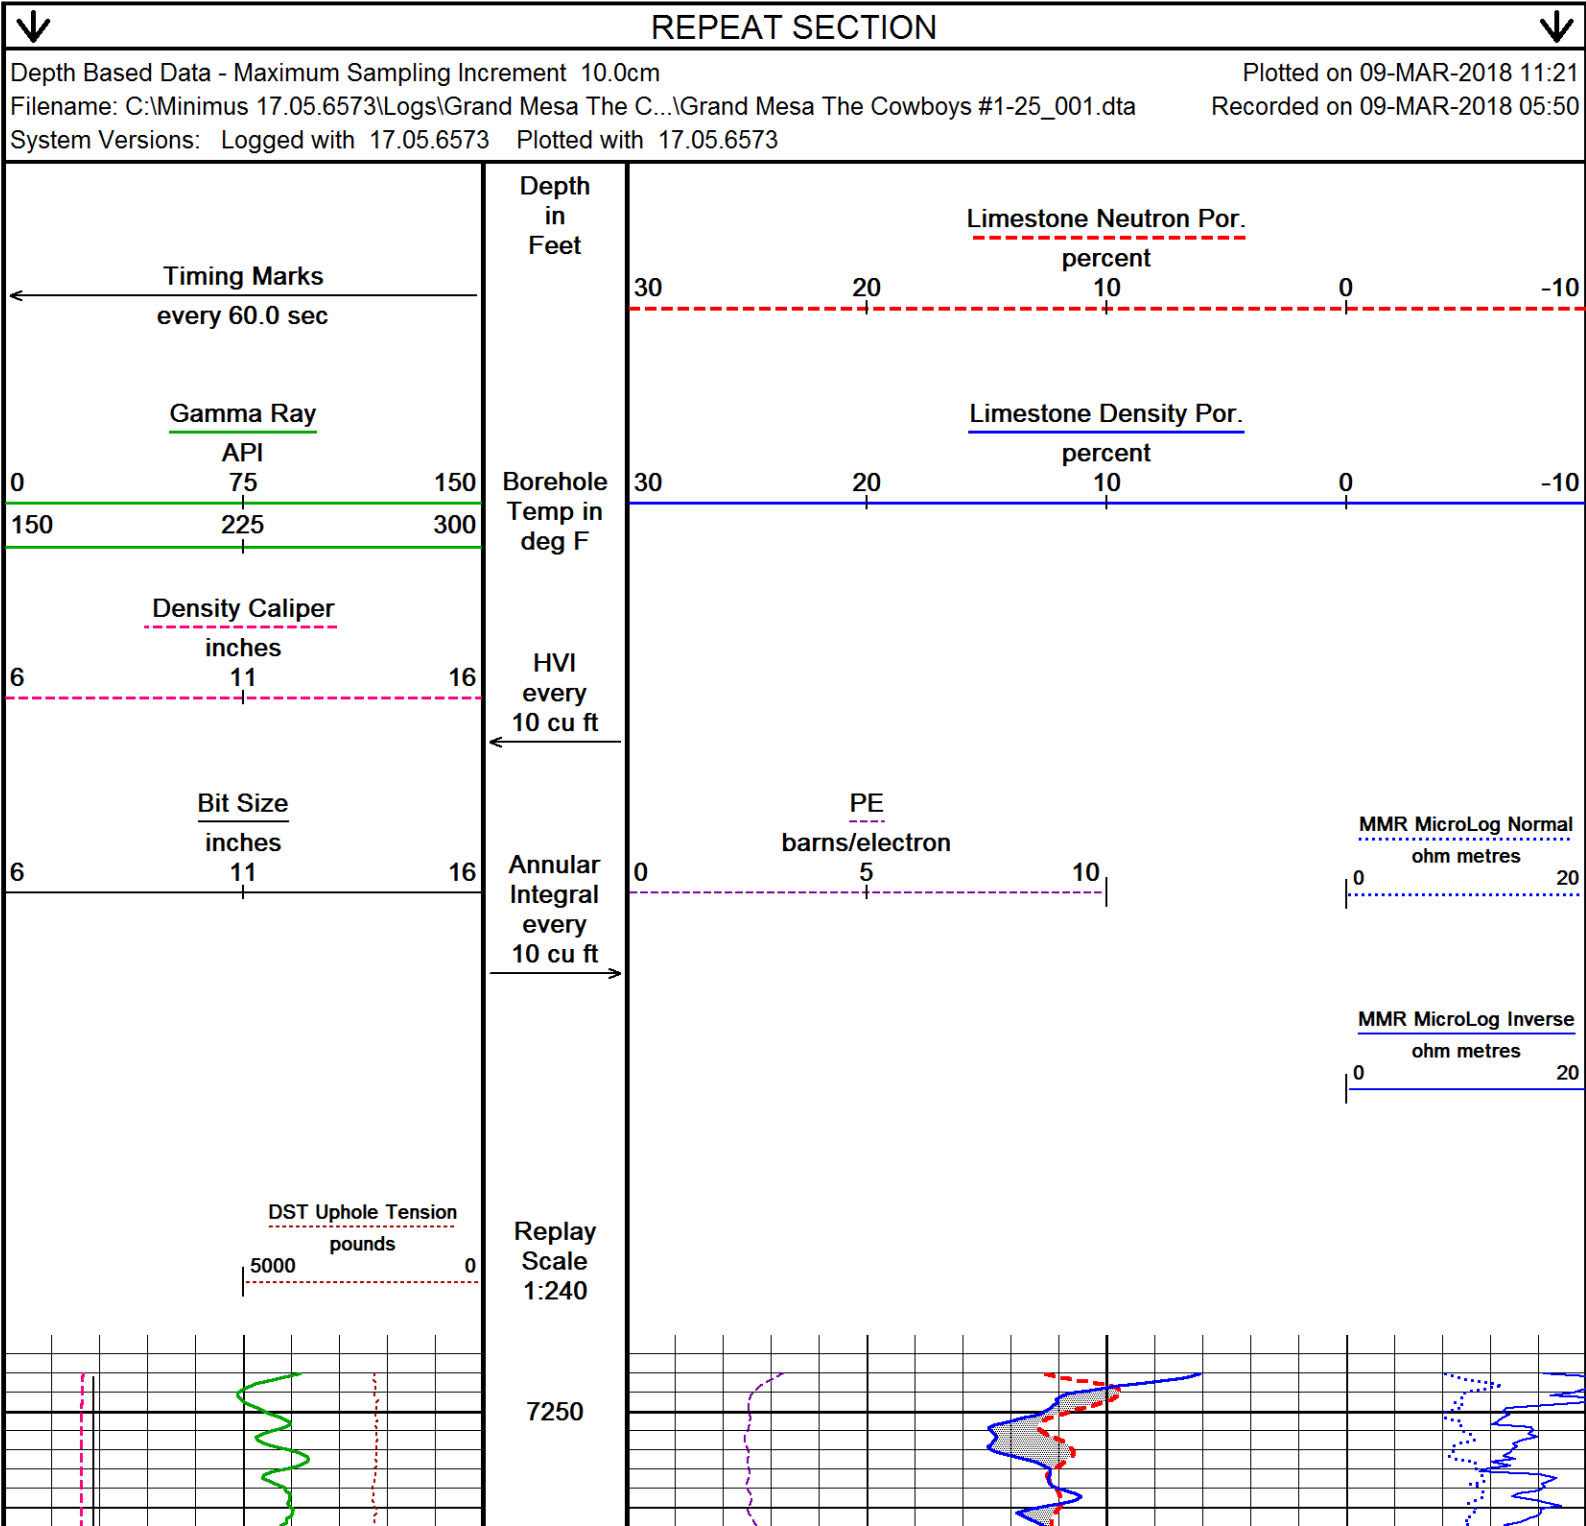 REPEAT SECTION
Depth Based Data - Maximum Sampling Increment 10.0cm
Plotted on 09-MAR-2018 11:21
Filename: C:\Minimus 17.05.6573\Logs\Grand Mesa The C...\Grand Mesa The Cowboys #1-25_001.dta
Recorded on 09-MAR-2018 05:50
System Versions: Logged with 17.05.6573 Plotted with 17.05.6573
Timing Marks
every 60.0 sec
Gamma Ray
API
0 75 150
150 225 300
Density Caliper
inches
6 11 16
Bit Size
inches
6 11 16
DST Uphole Tension
pounds
5000 0
Depth
in
Feet
Borehole
Temp in
deg F
HVI
every
10 cu ft
Annular
Integral
every
10 cu ft
Replay
Scale
1:240
7250
Limestone Neutron Por.
percent
30 20 10 0 -10
Limestone Density Por.
percent
30 20 10 0 -10
PE
barns/electron
0 5 10
MMR MicroLog Normal
ohm metres
0 20
MMR MicroLog Inverse
ohm metres
0 20